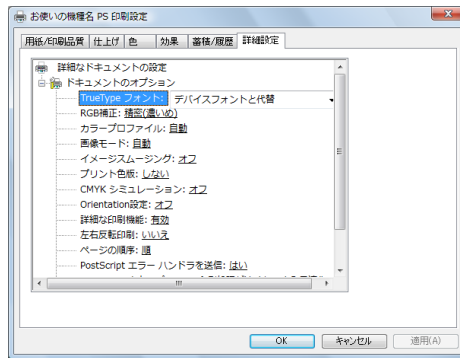 お使いの機種名 PS 印刷設定
用紙/印刷品質 仕上げ 色 効果 蓄積/履歴 詳細設定
詳細なドキュメントの設定
ドキュメントのオプション
TrueType フォント: デバイスフォントと代替
RGB補正: 精密(濃いめ)
カラープロファイル: 自動
画像モード: 自動
イメージスムージング: オフ
プリント色版: しない
CMYK シミュレーション: オフ
Orientation設定: オフ
詳細な印刷機能: 有効
左右反転印刷: いいえ
ページの順序: 順
PostScript エラー ハンドラを送信: はい
OK キャンセル 適用(A)